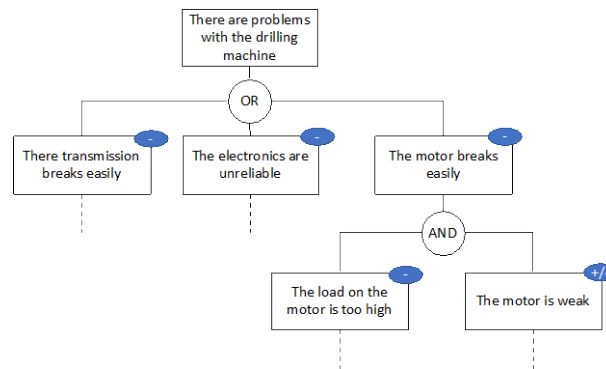 There are problems
with the drilling
machine
OR
-
-
-
There transmission
breaks easily
The electronics are
unreliable
The motor breaks
easily
AND
-
+/-
The load on the
motor is too high
The motor is weak